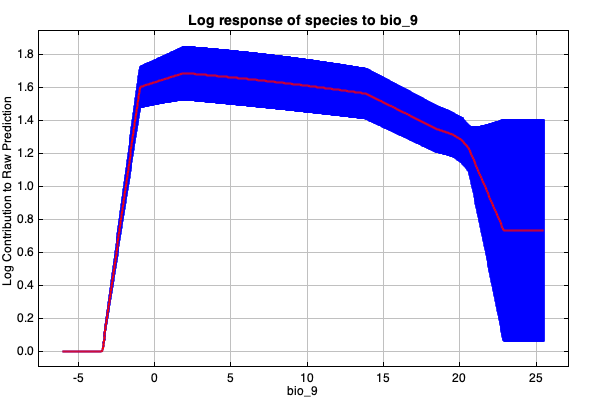 Log response of species to bio_9
Log Contribution to Raw Prediction
1.8
1.6
1.4
1.2
1.0
0.8
0.6
0.4
0.2
0.0
-5 0 5 10 15 20 25
bio_9